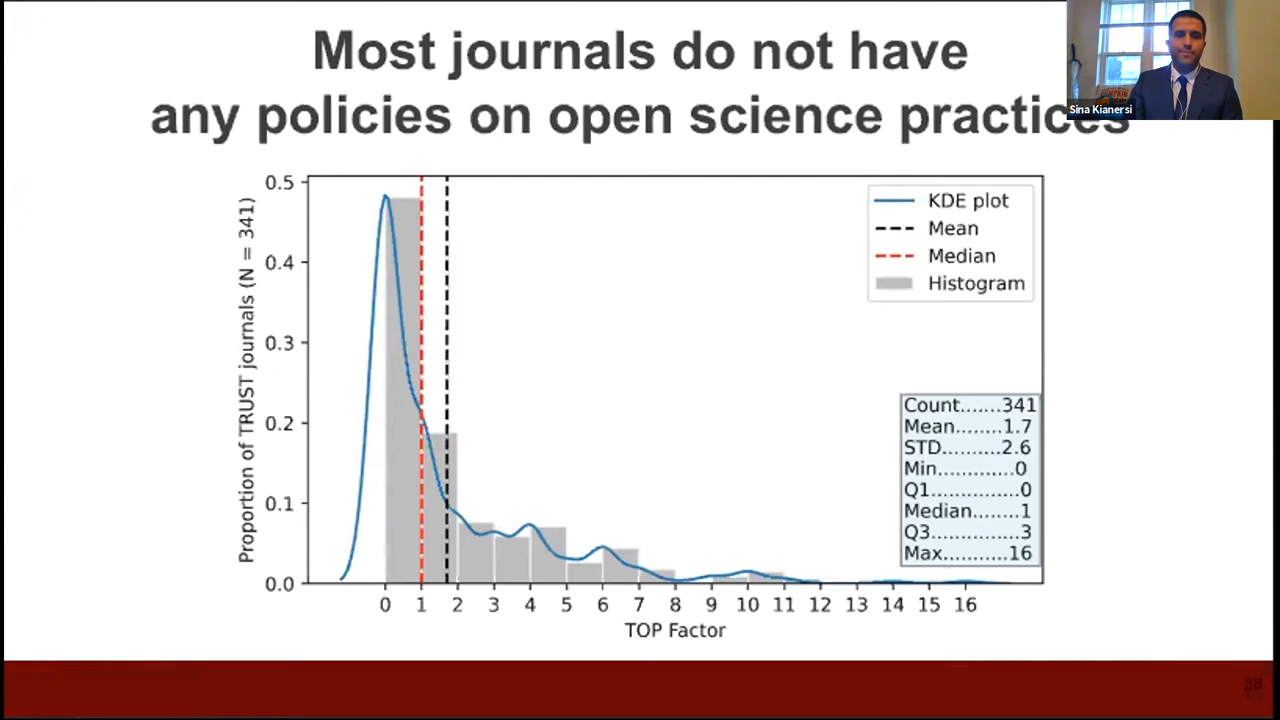 Most journals do not have
any policies on open science practices
Sina Kianersi
Proportion of TRUST journals (N = 341)
0.5
0.4
0.3
0.2
0.1
0.0
KDE plot
Mean
Median
Histogram
Count.......341
Mean........1.7
STD..........2.6
Min.............0
Q1...............0
Median.......1
Q3...............3
Max...........16
0 1 2 3 4 5 6 7 8 9 10 11 12 13 14 15 16
TOP Factor